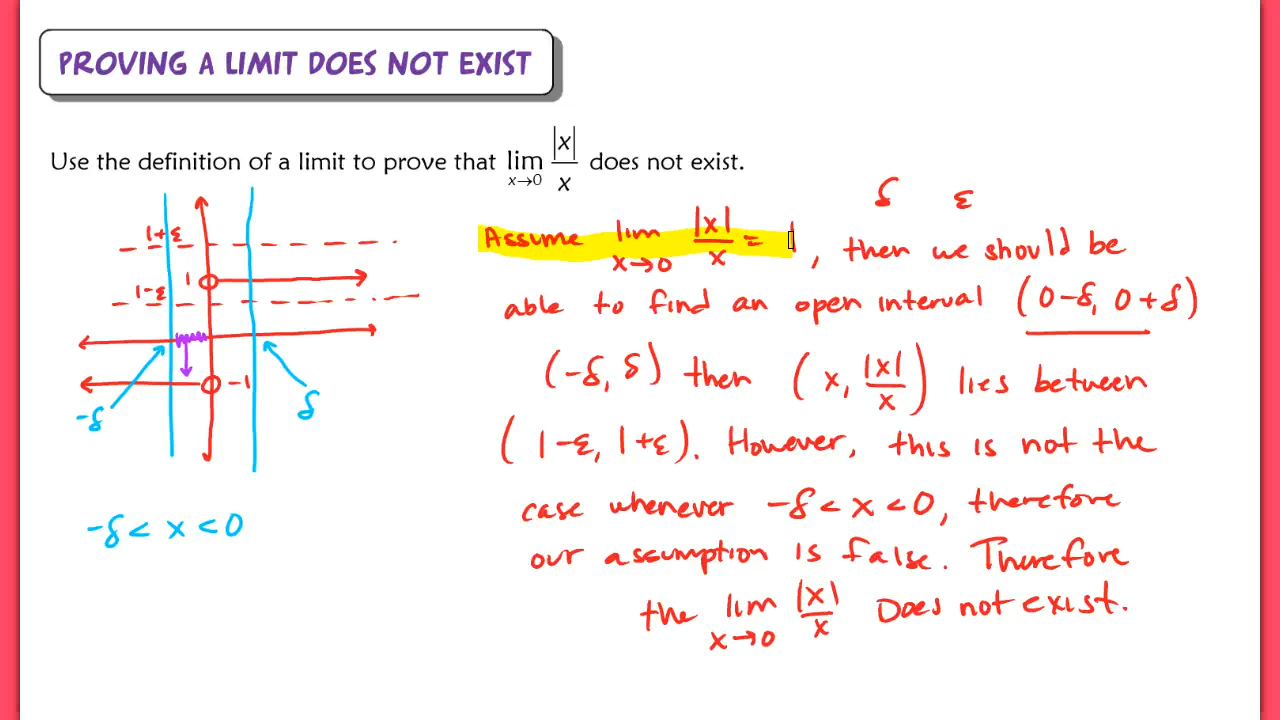 PROVING A LIMIT DOES NOT EXIST
Use the definition of a limit to prove that lim x→0 |x|/x does not exist.
δ ε
Assume lim x→0 |x|/x = 1, then we should be
able to find an open interval (0-δ, 0+δ)
(-δ, δ) then (x, |x|/x) lies between
(1-ε, 1+ε). However, this is not the
case whenever -δ < x < 0, therefore
our assumption is false. Therefore
the lim x→0 |x|/x Does not exist.
1+ε
1
1-ε
-1
-δ
δ
-δ < x < 0